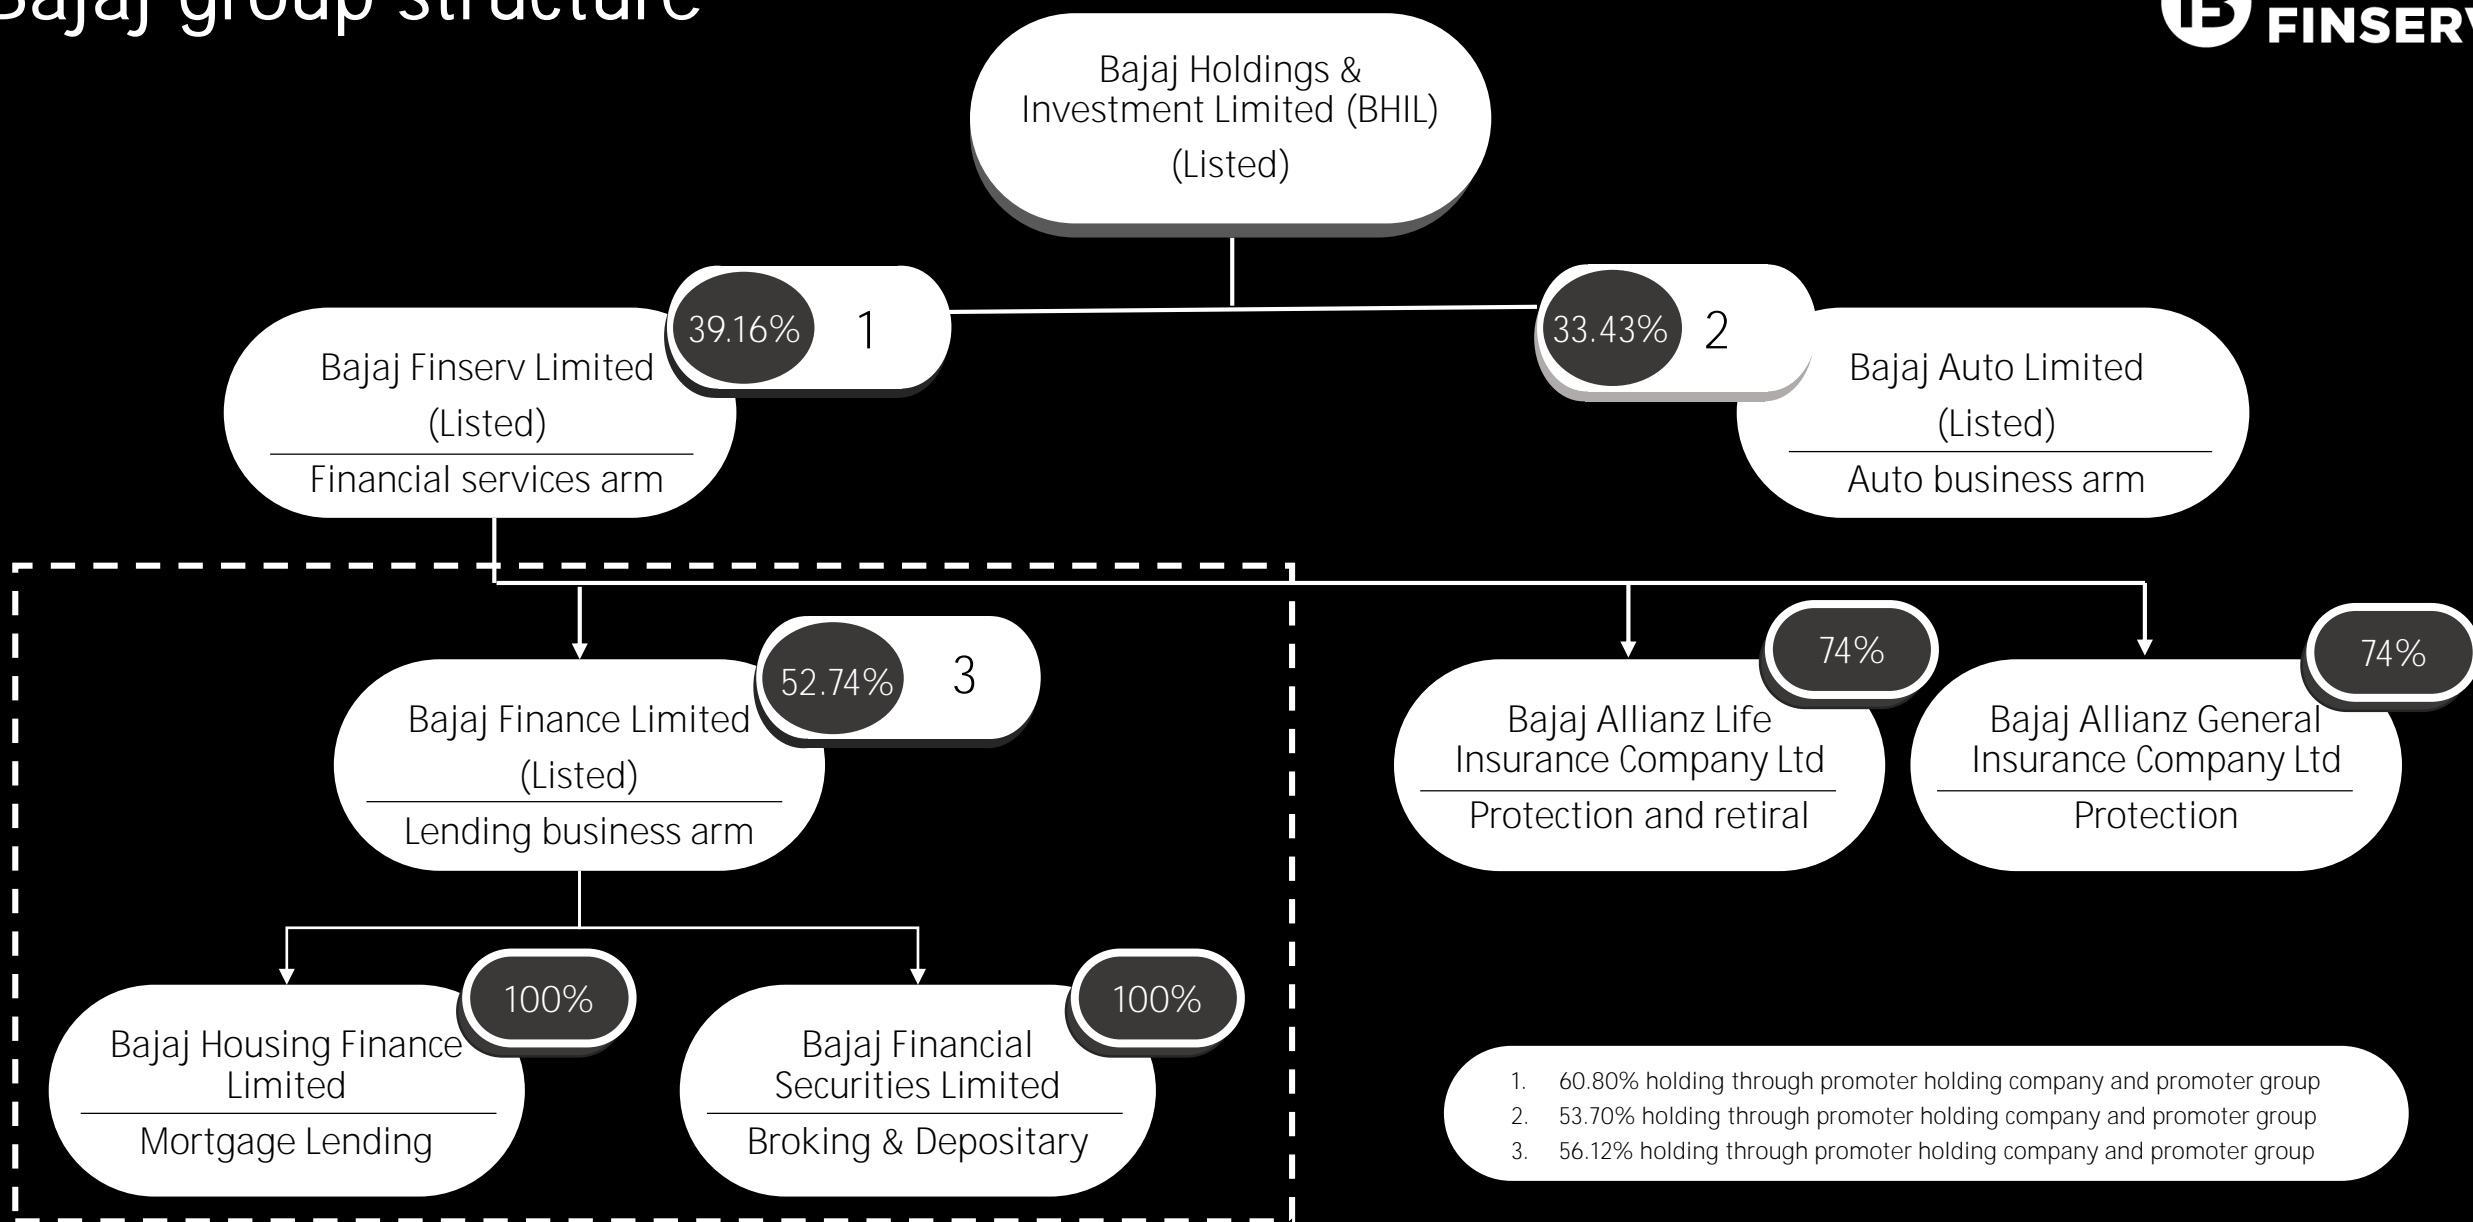 Bajaj group structure
FINSERV
Bajaj Holdings &
Investment Limited (BHIL)
(Listed)
39.16% 1
33.43% 2
Bajaj Finserv Limited
(Listed)
Financial services arm
Bajaj Auto Limited
(Listed)
Auto business arm
52.74% 3
74%
74%
Bajaj Finance Limited
(Listed)
Lending business arm
Bajaj Allianz Life
Insurance Company Ltd
Protection and retiral
Bajaj Allianz General
Insurance Company Ltd
Protection
100%
100%
Bajaj Housing Finance
Limited
Mortgage Lending
Bajaj Financial
Securities Limited
Broking & Depositary
1. 60.80% holding through promoter holding company and promoter group
2. 53.70% holding through promoter holding company and promoter group
3. 56.12% holding through promoter holding company and promoter group